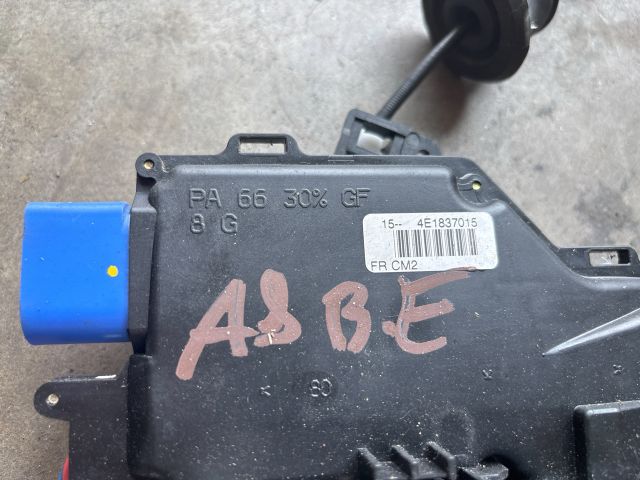 PA 66 30% GF
8 G
15-- 4E1837015
FR CM2
A8 B.E
80